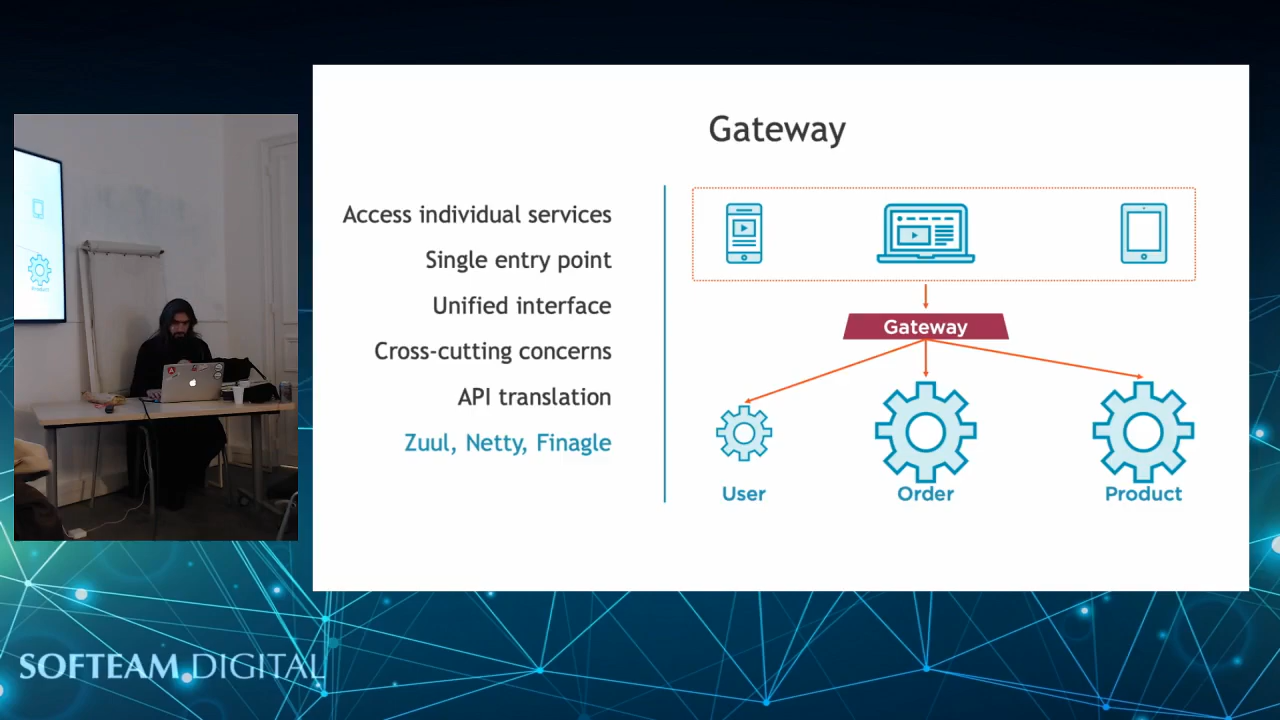 Gateway
Access individual services
Single entry point
Unified interface
Cross-cutting concerns
API translation
Zuul, Netty, Finagle
Gateway
User
Order
Product
SOFTEAM DIGITAL